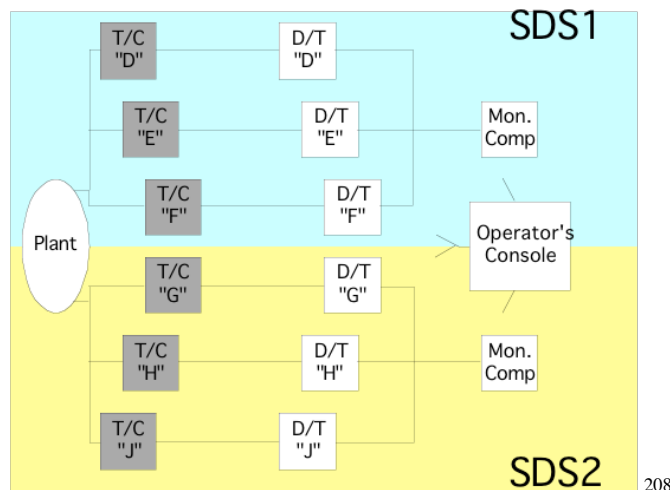 SDS1
T/C
"D"
D/T
"D"
T/C
"E"
D/T
"E"
Mon.
Comp
T/C
"F"
D/T
"F"
Plant
Operator's
Console
T/C
"G"
D/T
"G"
T/C
"H"
D/T
"H"
Mon.
Comp
T/C
"J"
D/T
"J"
SDS2
208